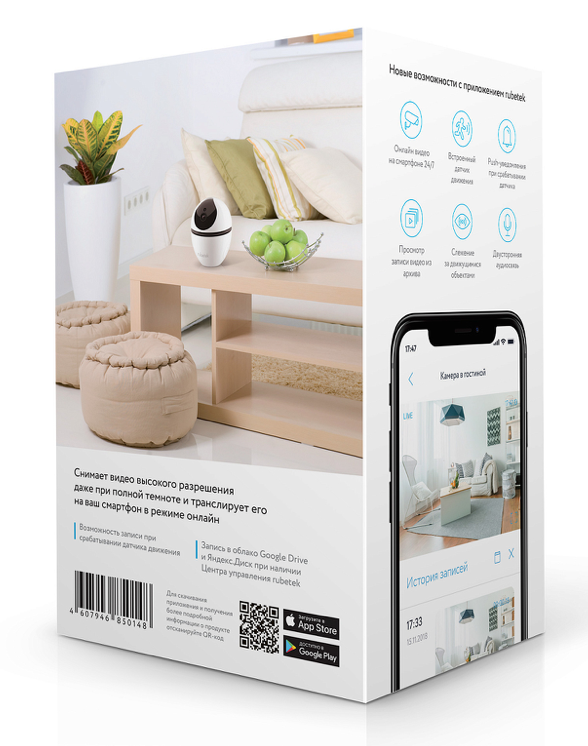 Снимает видео высокого разрешения
даже при полной темноте и транслирует его
на ваш смартфон в режиме онлайн
Возможность записи при
срабатывании датчика движения
Запись в облако Google Drive
и Яндекс.Диск при наличии
Центра управления rubetek
4 607946 850148
Для скачивания
приложения и получения
более подробной
информации о продукте
отсканируйте QR-код
Загрузите в
App Store
ДОСТУПНО В
Google Play
Новые возможности с приложением rubetek
Онлайн видео
на смартфоне 24/7
Встроенный
датчик
движения
Push-уведомления
при срабатывании
датчика
Просмотр
записи видео из
архива
Слежение
за движущимися
объектами
Двусторонняя
аудиосвязь
17:47
Камера в гостиной
LIVE
История записей
17:33
15.11.2018